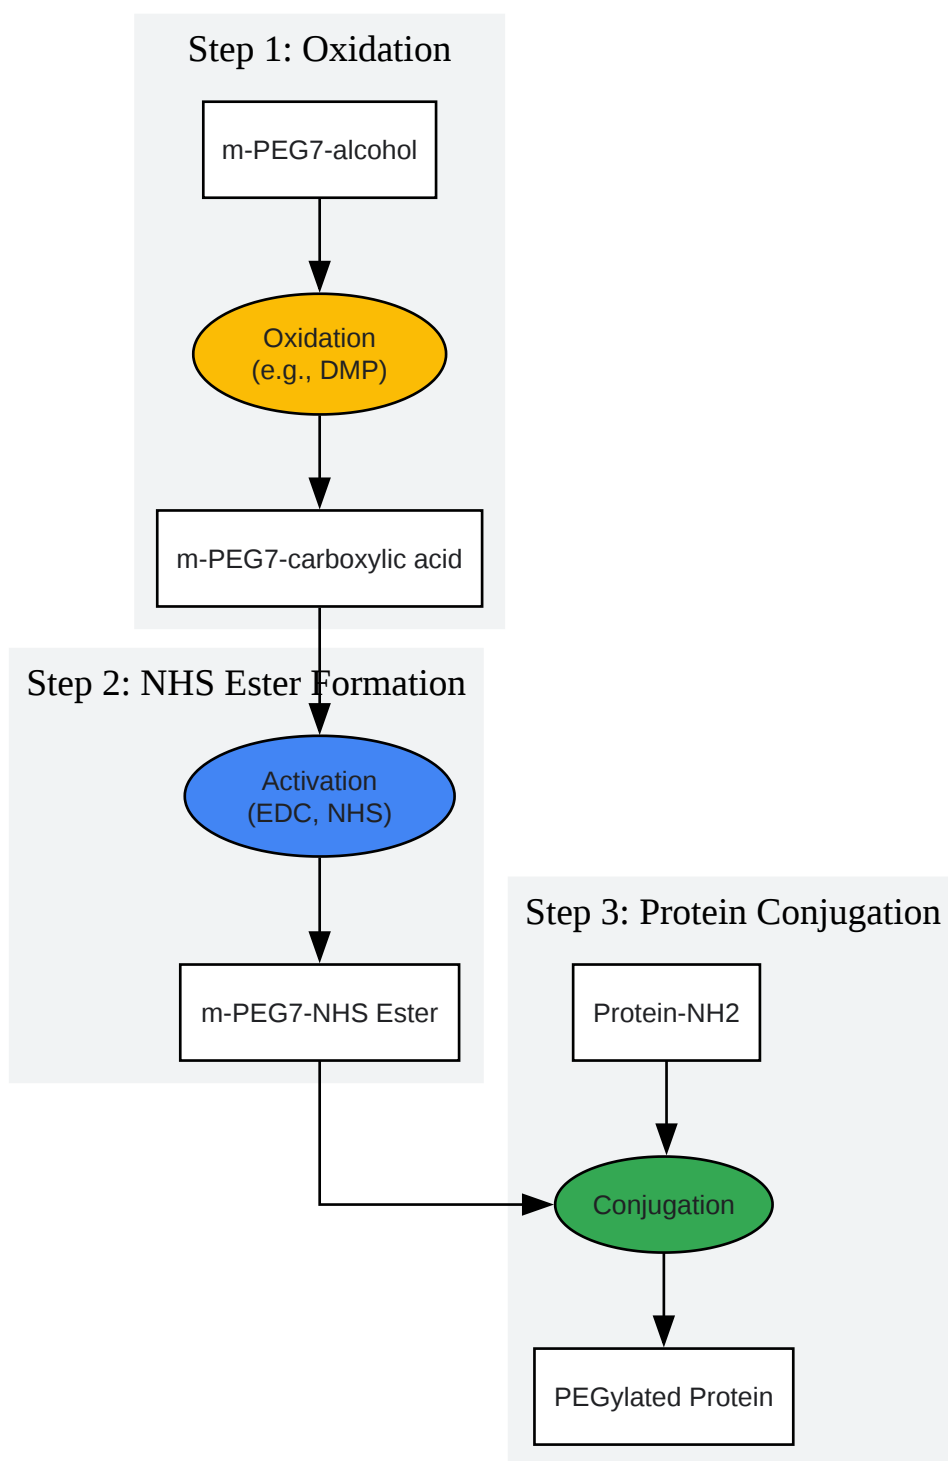 Step 1: Oxidation
m-PEG7-alcohol
Oxidation
(e.g., DMP)
m-PEG7-carboxylic acid
Step 2: NHS Ester Formation
Activation
(EDC, NHS)
m-PEG7-NHS Ester
Step 3: Protein Conjugation
Protein-NH2
Conjugation
PEGylated Protein